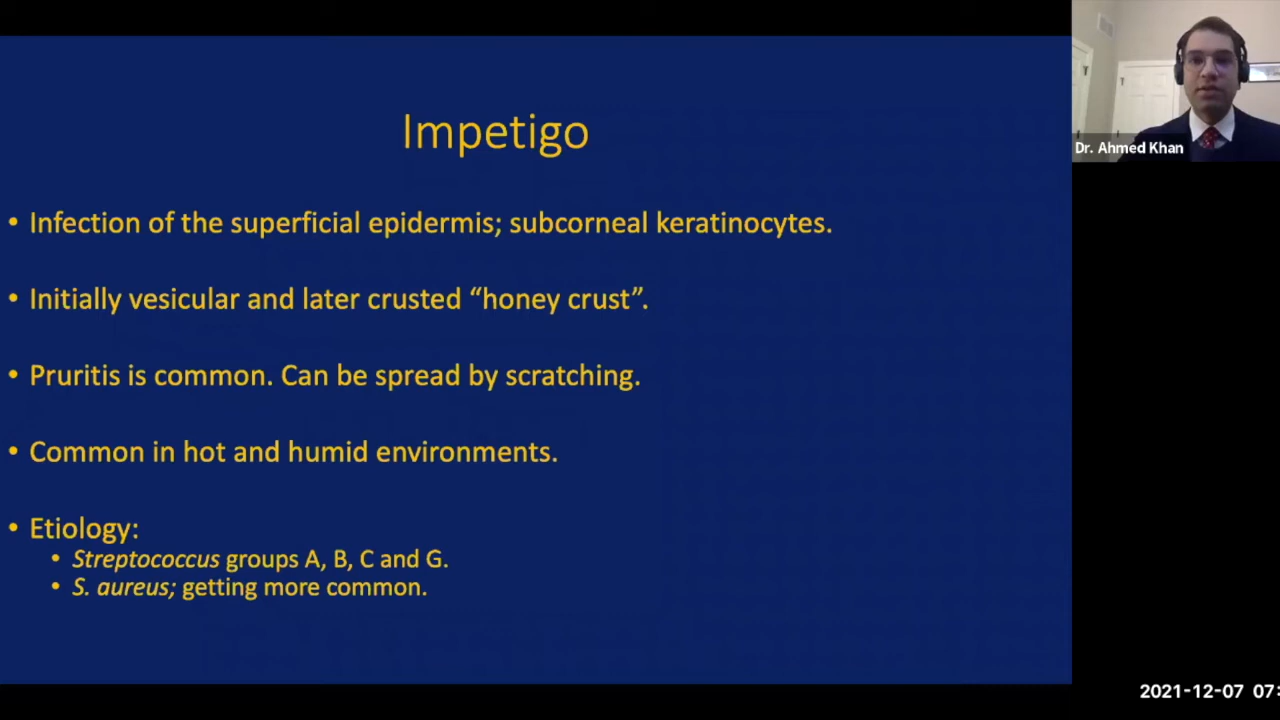 Impetigo
• Infection of the superficial epidermis; subcorneal keratinocytes.
• Initially vesicular and later crusted “honey crust”.
• Pruritis is common. Can be spread by scratching.
• Common in hot and humid environments.
• Etiology:
• Streptococcus groups A, B, C and G.
• S. aureus; getting more common.
Dr. Ahmed Khan
2021-12-07 07: